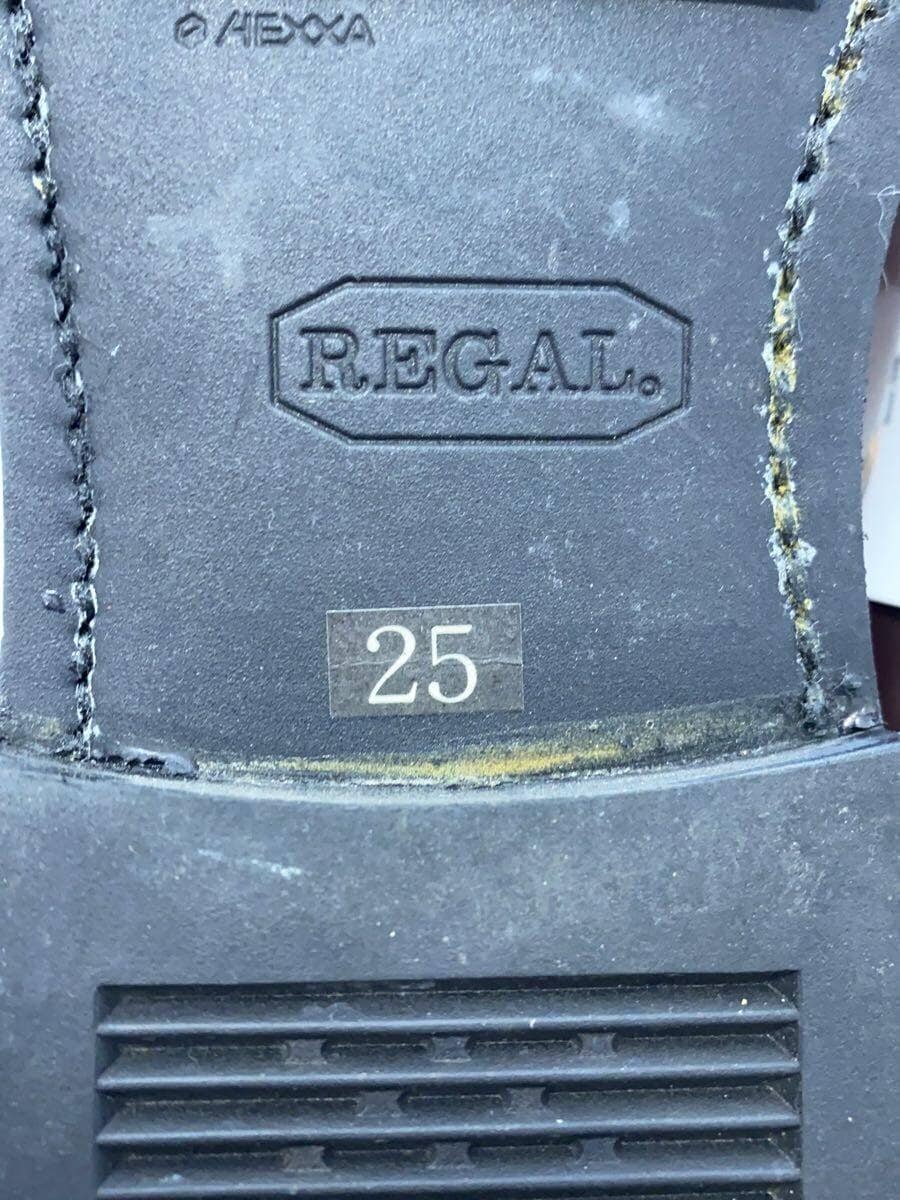 HEXXA
REGAL.
25